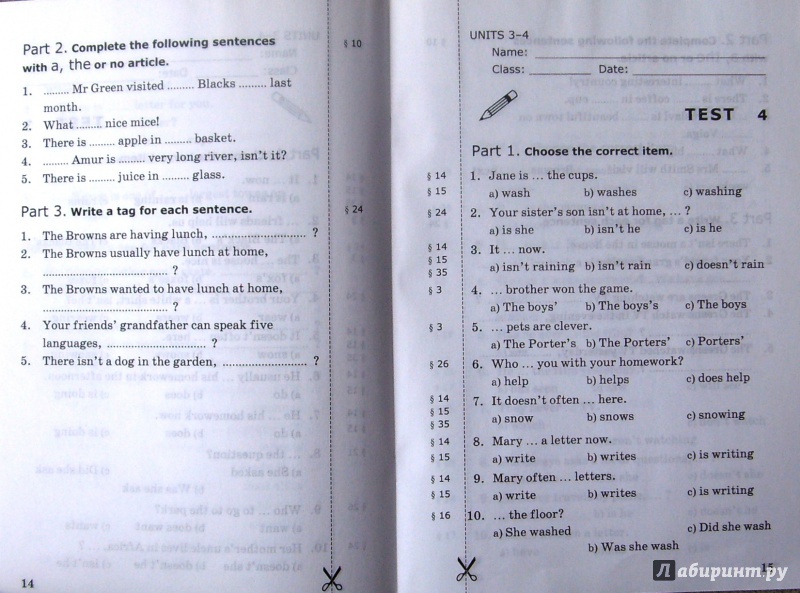 Part 2. Complete the following sentences
with a, the or no article.
§ 10
1. ......... Mr Green visited ......... Blacks ......... last
month.
2. What ......... nice mice!
3. There is ......... apple in ......... basket.
4. ......... Amur is ......... very long river, isn't it?
5. There is ......... juice in ......... glass.
Part 3. Write a tag for each sentence.
§ 24
1. The Browns are having lunch, ............................ ?
2. The Browns usually have lunch at home,
..................................... ?
3. The Browns wanted to have lunch at home,
..................................... ?
4. Your friends' grandfather can speak five
languages, ............................. ?
5. There isn't a dog in the garden, ......................... ?
14
UNITS 3–4
Name: ____________
Class: __________ Date: ____________
TEST 4
Part 1. Choose the correct item.
§ 14
§ 15
1. Jane is ... the cups.
a) wash b) washes c) washing
§ 24
2. Your sister's son isn't at home, ... ?
a) is she b) isn't he c) is he
§ 14
§ 15
§ 35
3. It ... now.
a) isn't raining b) isn't rain c) doesn't rain
§ 3
4. ... brother won the game.
a) The boys' b) The boys's c) The boys
§ 3
5. ... pets are clever.
a) The Porter's b) The Porters' c) Porters'
§ 26
6. Who ... you with your homework?
a) help b) helps c) does help
§ 14
§ 15
§ 35
7. It doesn't often ... here.
a) snow b) snows c) snowing
§ 14
§ 15
8. Mary ... a letter now.
a) write b) writes c) is writing
§ 14
§ 15
9. Mary often ... letters.
a) write b) writes c) is writing
§ 16
10. ... the floor?
a) She washed c) Did she wash
b) Was she wash
15
Лабиринт.ру